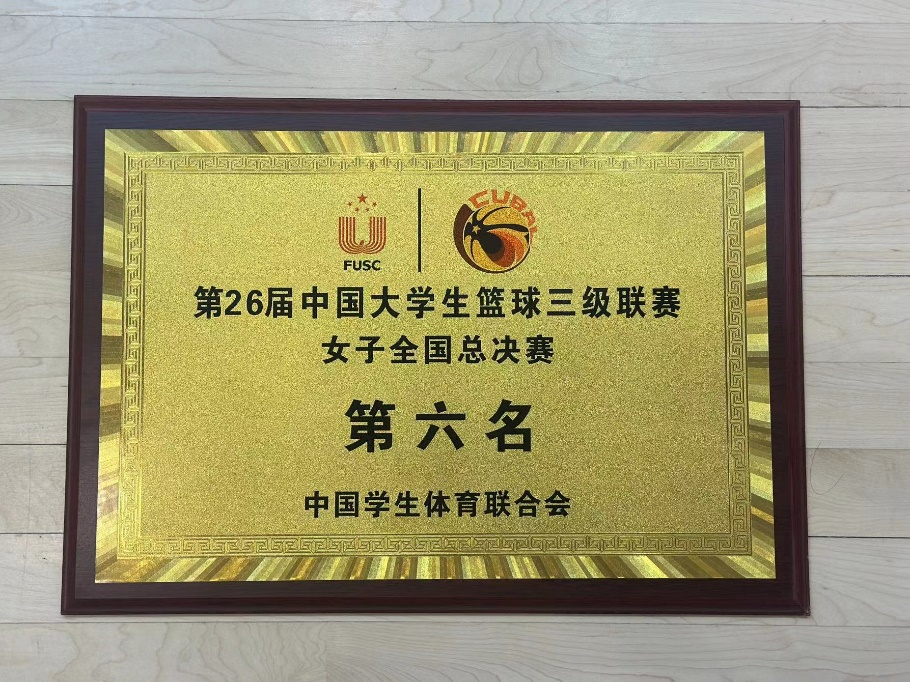 FUSC
CUBAL
第26届中国大学生篮球三级联赛
女子全国总决赛
第六名
中国学生体育联合会